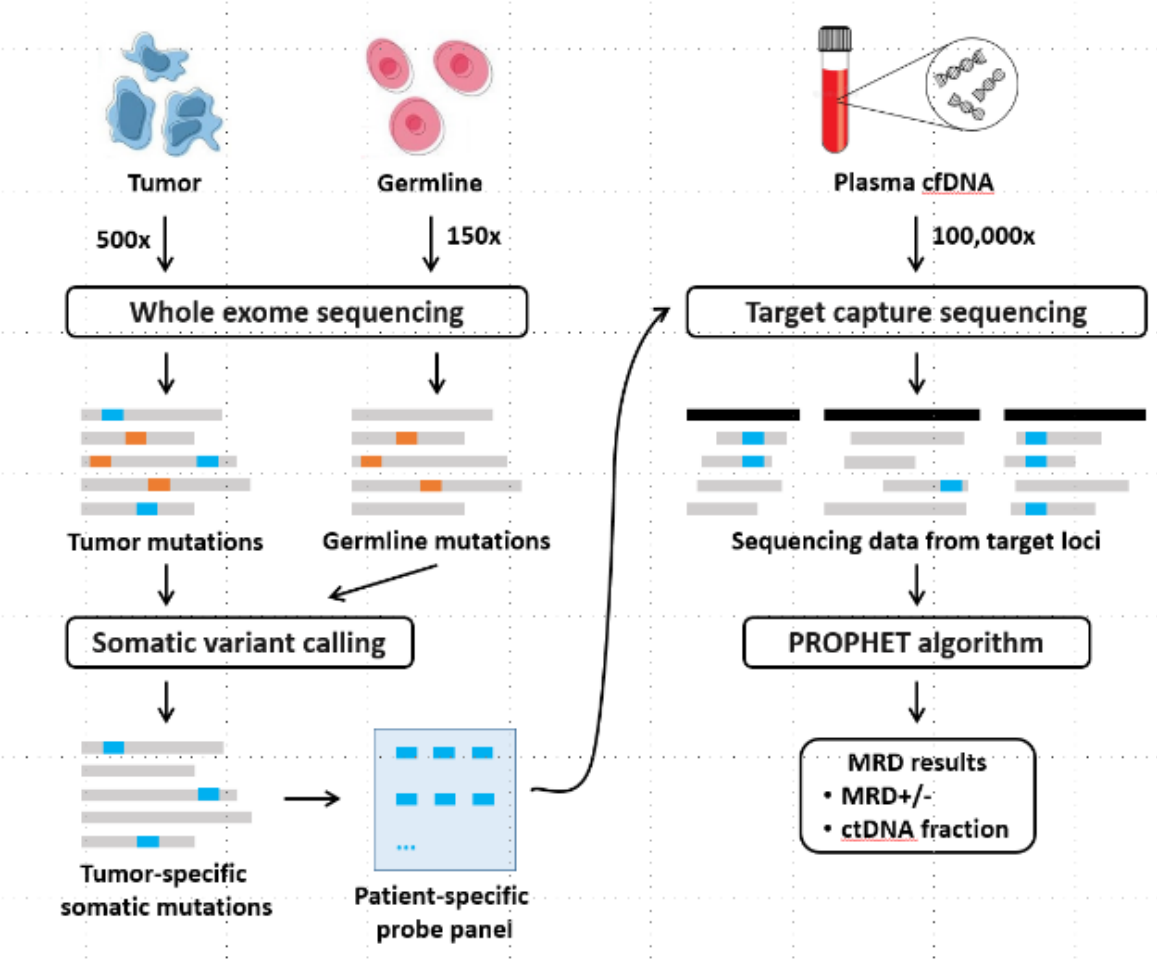 Tumor
Germline
Plasma cfDNA
500x
150x
100,000x
Whole exome sequencing
Target capture sequencing
Tumor mutations
Germline mutations
Sequencing data from target loci
Somatic variant calling
PROPHET algorithm
MRD results
• MRD+/-
• ctDNA fraction
...
Tumor-specific
somatic mutations
Patient-specific
probe panel